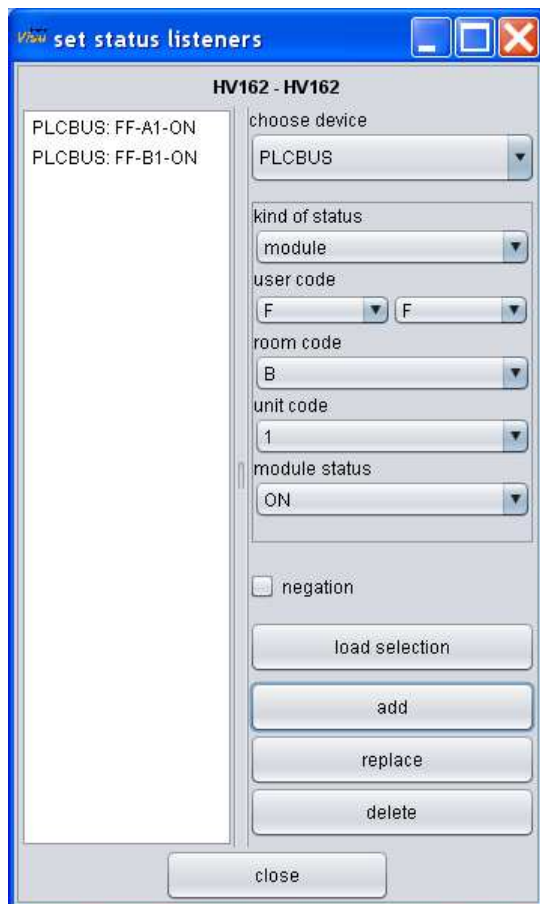 Visu set status listeners
HV162 - HV162
PLCBUS: FF-A1-ON
PLCBUS: FF-B1-ON
choose device
PLCBUS
kind of status
module
user code
F F
room code
B
unit code
1
module status
ON
negation
load selection
add
replace
delete
close